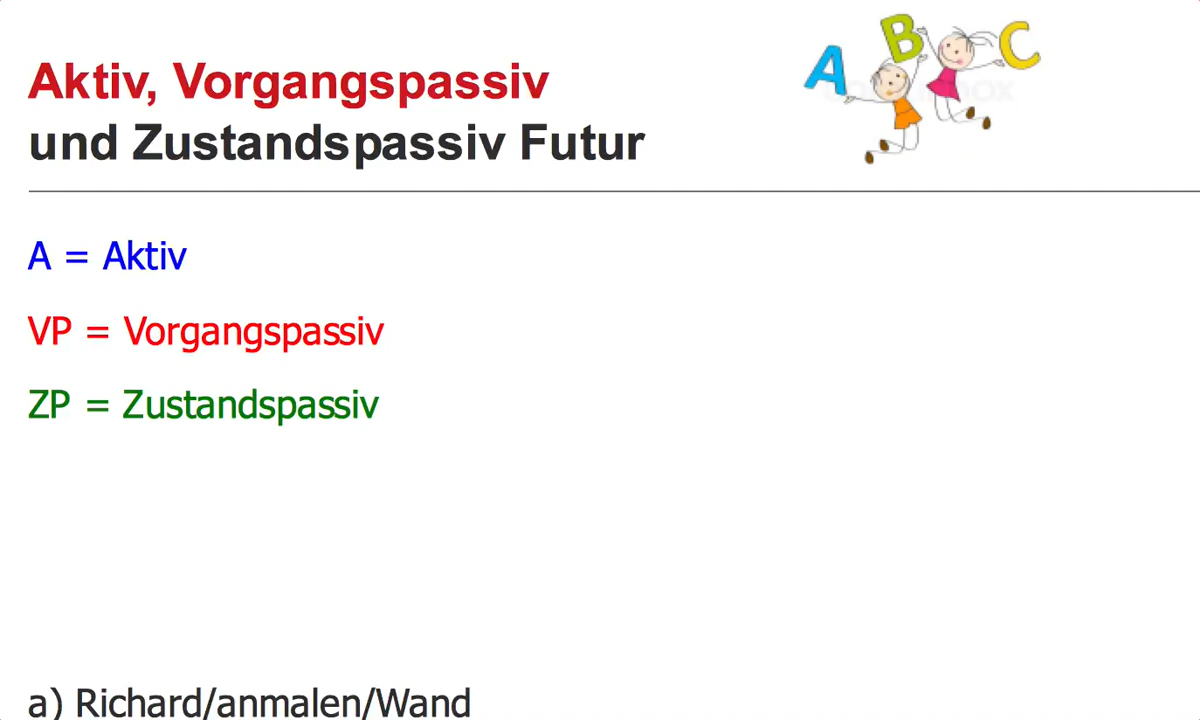 Aktiv, Vorgangspassiv
und Zustandspassiv Futur
A B C
A = Aktiv
VP = Vorgangspassiv
ZP = Zustandspassiv
a) Richard/anmalen/Wand